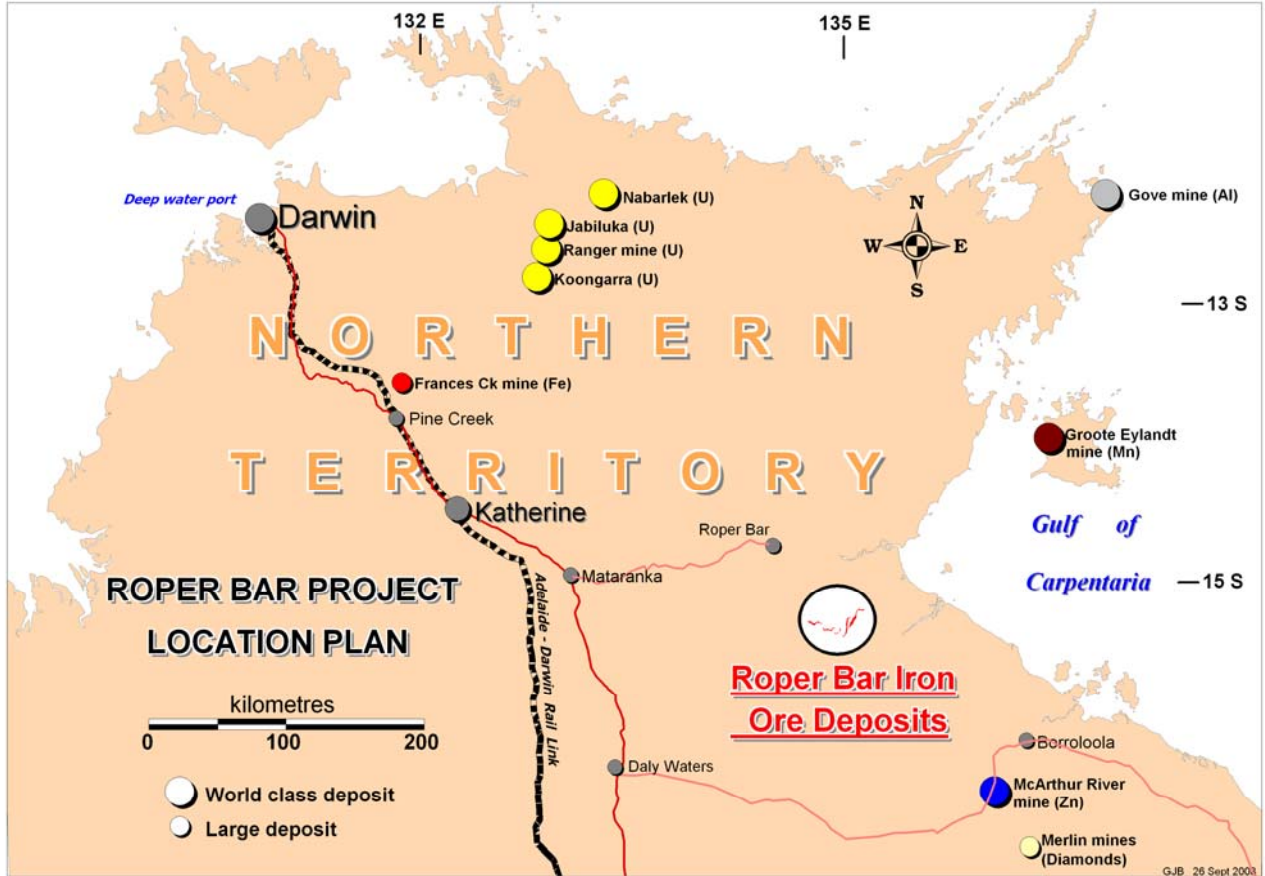 132 E
135 E
Deep water port
Darwin
Nabarlek (U)
Jabiluka (U)
Ranger mine (U)
Koongarra (U)
Gove mine (Al)
N
W E
S
13 S
NORTHERN
Frances Ck mine (Fe)
Pine Creek
Groote Eylandt
mine (Mn)
TERRITORY
Katherine
Roper Bar
Gulf of
Carpentaria
15 S
Mataranka
Adelaide - Darwin Rail Link
ROPER BAR PROJECT
LOCATION PLAN
Roper Bar Iron
Ore Deposits
kilometres
0 100 200
Borroloola
Daly Waters
McArthur River
mine (Zn)
World class deposit
Large deposit
Merlin mines
(Diamonds)
GJB 26 Sept